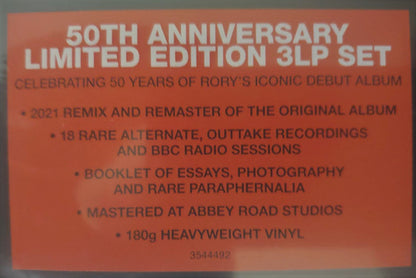 50TH ANNIVERSARY
LIMITED EDITION 3LP SET
CELEBRATING 50 YEARS OF RORY'S ICONIC DEBUT ALBUM
• 2021 REMIX AND REMASTER OF THE ORIGINAL ALBUM
• 18 RARE ALTERNATE, OUTTAKE RECORDINGS
AND BBC RADIO SESSIONS
• BOOKLET OF ESSAYS, PHOTOGRAPHY
AND RARE PARAPHERNALIA
• MASTERED AT ABBEY ROAD STUDIOS
• 180g HEAVYWEIGHT VINYL
3544492